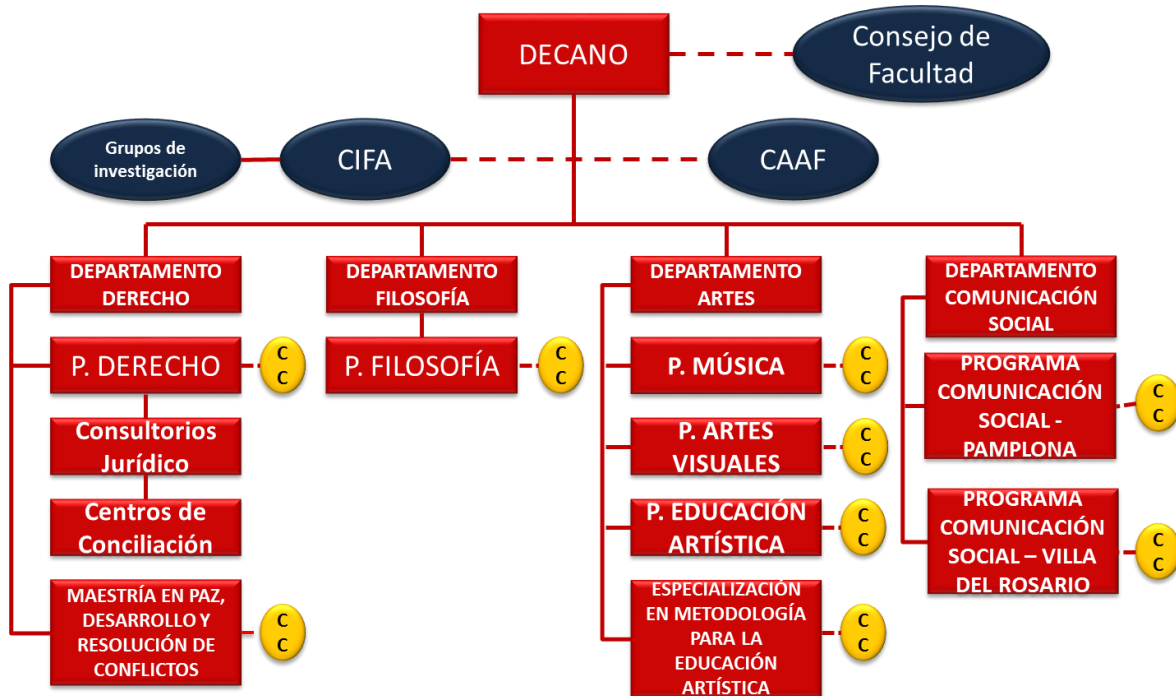 DECANO
Consejo de
Facultad
Grupos de
investigación
CIFA
CAAF
DEPARTAMENTO
DERECHO
DEPARTAMENTO
FILOSOFÍA
DEPARTAMENTO
ARTES
DEPARTAMENTO
COMUNICACIÓN
SOCIAL
P. DERECHO
C
C
P. FILOSOFÍA
C
C
P. MÚSICA
C
C
PROGRAMA
COMUNICACIÓN
SOCIAL -
PAMPLONA
C
C
Consultorios
Jurídico
P. ARTES
VISUALES
C
C
Centros de
Conciliación
P. EDUCACIÓN
ARTÍSTICA
C
C
PROGRAMA
COMUNICACIÓN
SOCIAL – VILLA
DEL ROSARIO
C
C
MAESTRÍA EN PAZ,
DESARROLLO Y
RESOLUCIÓN DE
CONFLICTOS
C
C
ESPECIALIZACIÓN
EN METODOLOGÍA
PARA LA
EDUCACIÓN
ARTÍSTICA
C
C